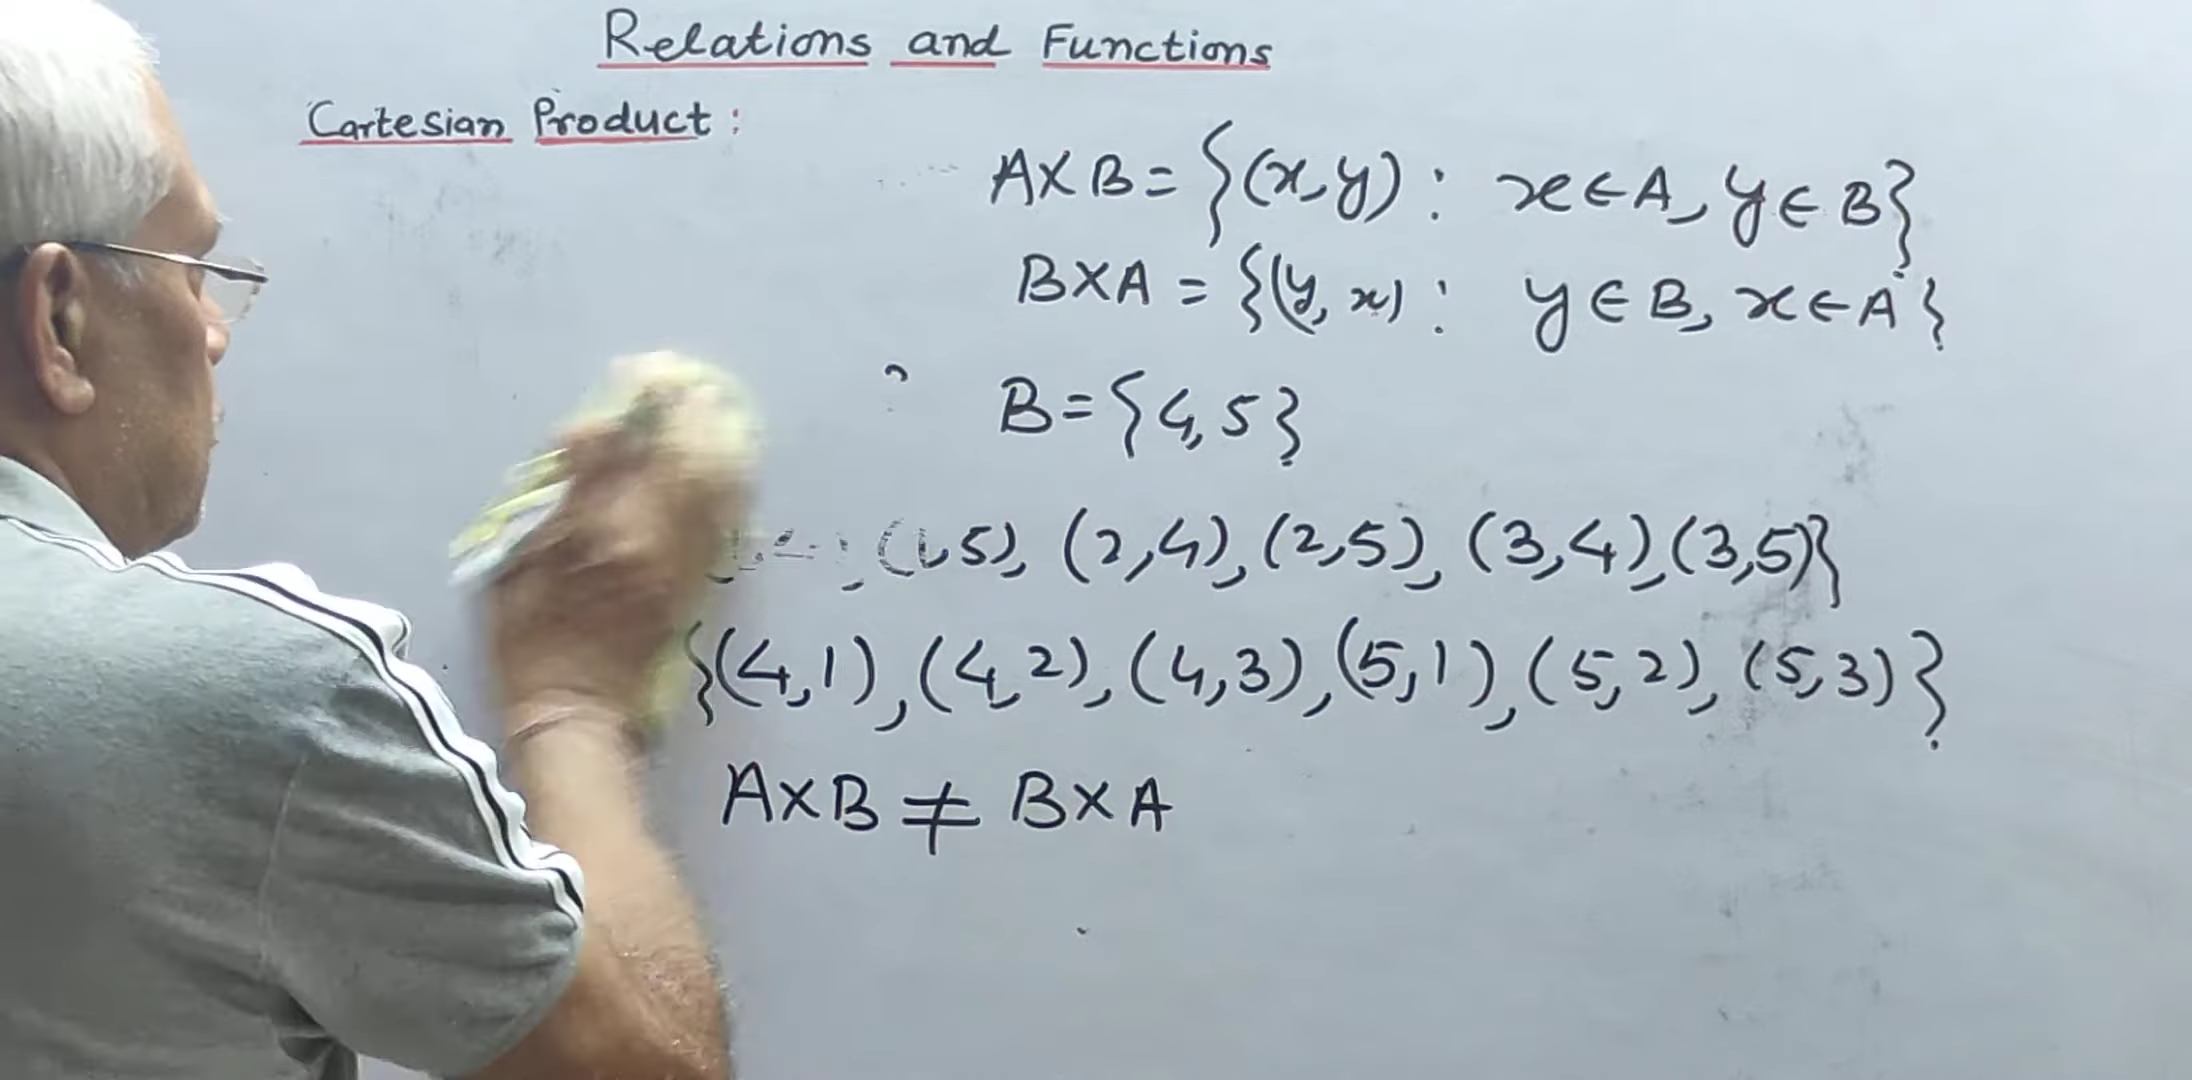 Relations and Functions
Cartesian Product :
A×B = {(x,y) : x∈A, y∈B}
B×A = {(y, x) : y∈B, x∈A}
B = {4,5}
, (1,5), (2,4), (2,5), (3,4), (3,5)}
{(4,1), (4,2), (4,3), (5,1), (5,2), (5,3)}
A×B ≠ B×A